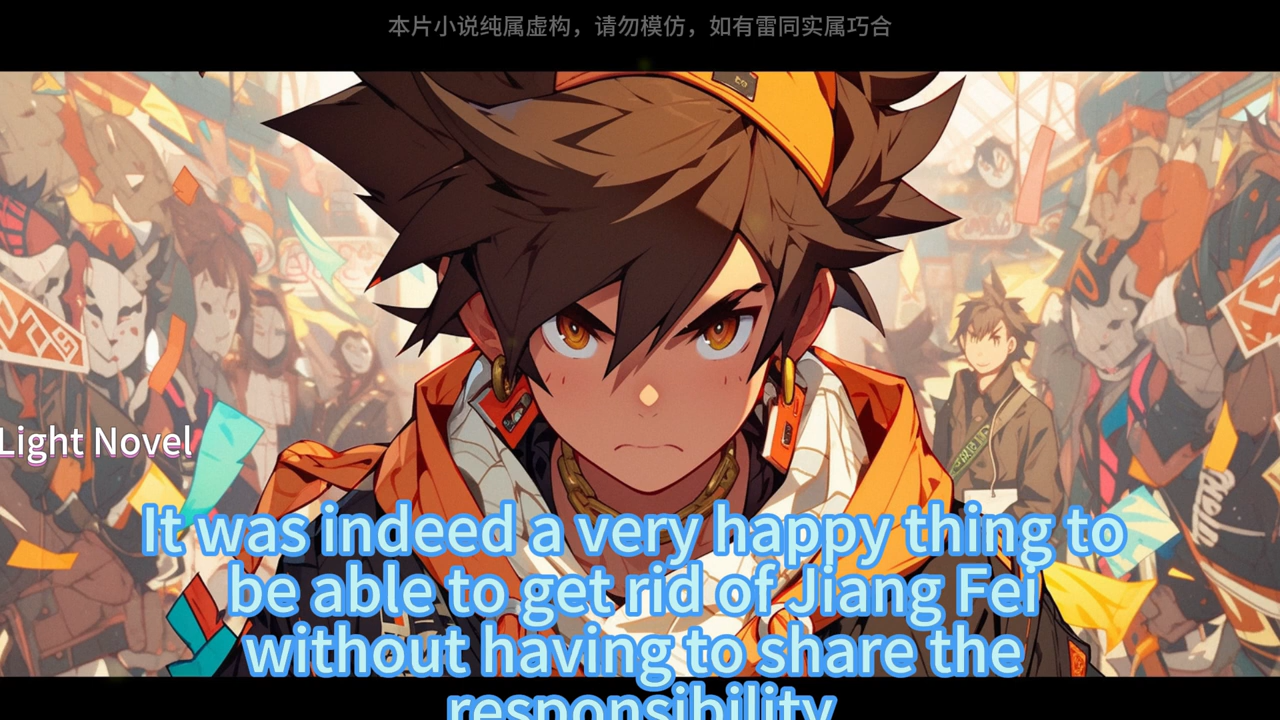 本片小说纯属虚构，请勿模仿，如有雷同实属巧合
Light Novel
It was indeed a very happy thing to
be able to get rid of Jiang Fei
without having to share the
responsibility